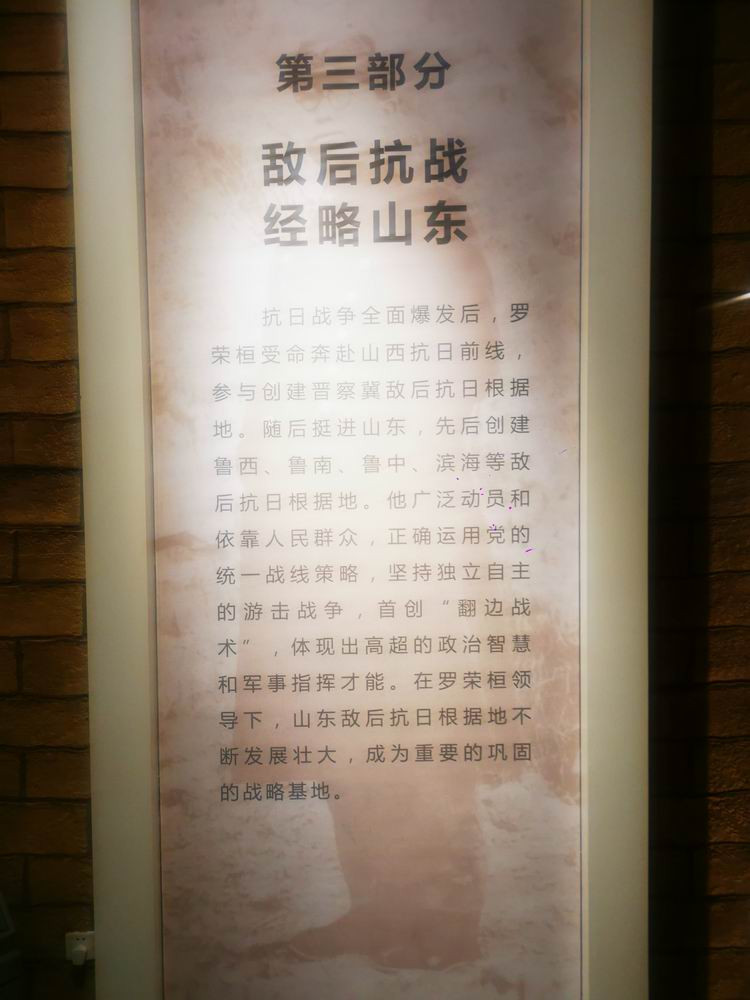 第三部分
敌后抗战
经略山东
抗日战争全面爆发后，罗
荣桓受命奔赴山西抗日前线，
参与创建晋察冀敌后抗日根据
地。随后挺进山东，先后创建
鲁西、鲁南、鲁中、滨海等敌
后抗日根据地。他广泛动员和
依靠人民群众，正确运用党的
统一战线策略，坚持独立自主
的游击战争，首创“翻边战
术”，体现出高超的政治智慧
和军事指挥才能。在罗荣桓领
导下，山东敌后抗日根据地不
断发展壮大，成为重要的巩固
的战略基地。